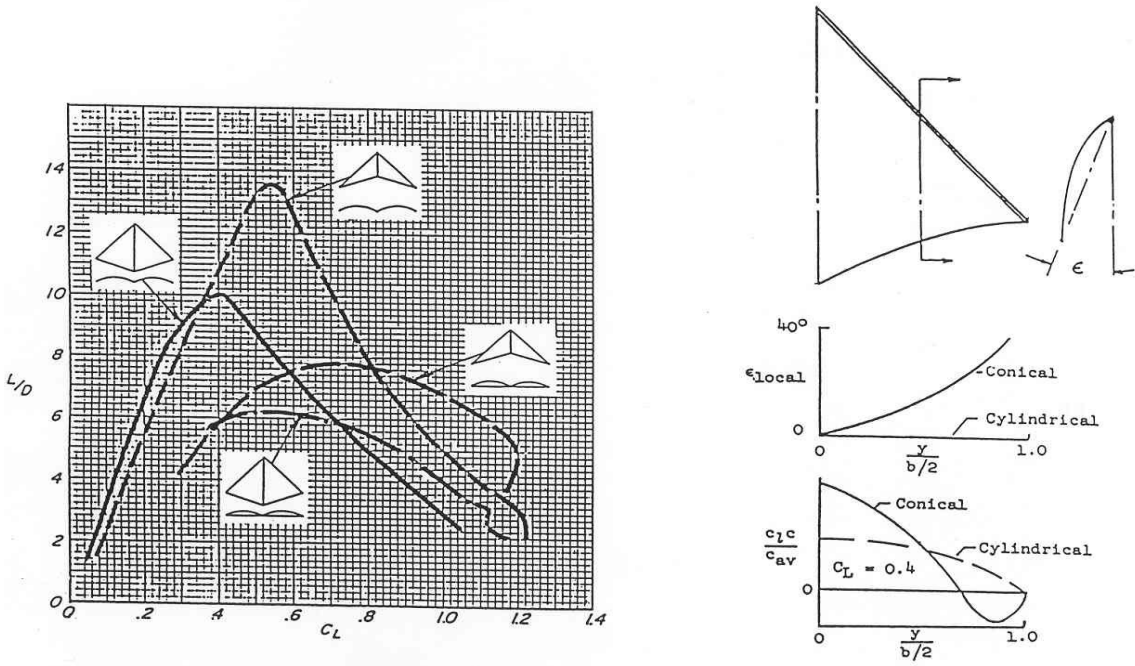 14
12
10
8
6
4
2
0
L/D
0 .2 .4 .6 .8 1.0 1.2 1.4
C_L
ϵ
40°
ϵlocal
0
Conical
Cylindrical
0 y/b/2 1.0
c_l c/c_av
Conical
Cylindrical
C_L = 0.4
0
0 y/b/2 1.0